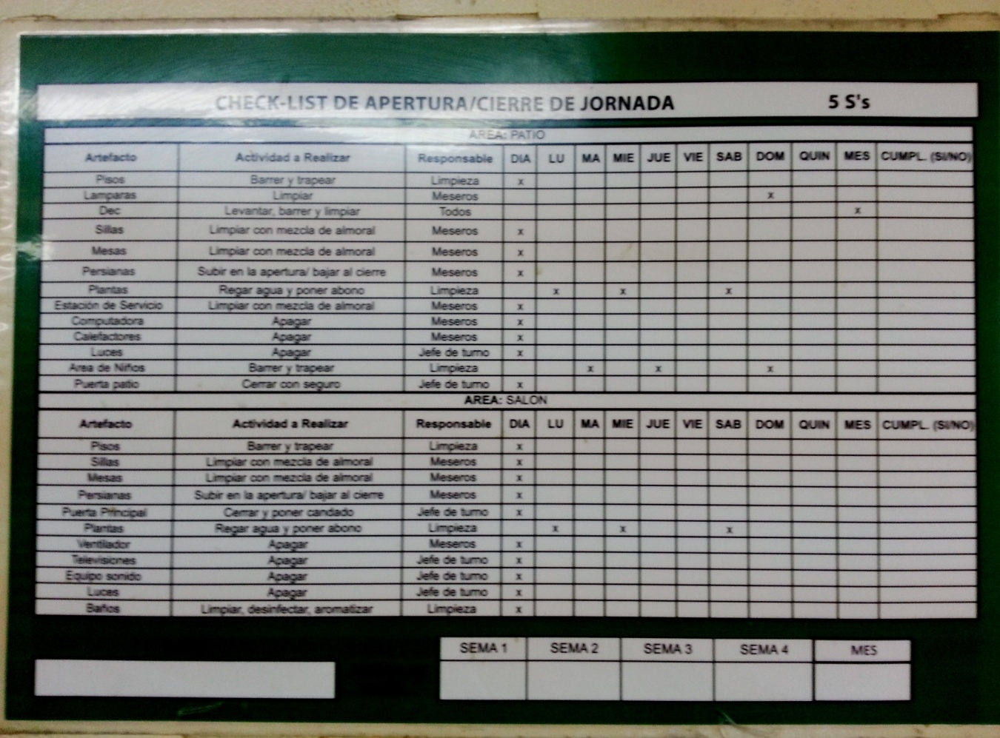 CHECK-LIST DE APERTURA/CIERRE DE JORNADA 5 S's
AREA: PATIO
Artefacto Actividad a Realizar Responsable DIA LU MA MIE JUE VIE SAB DOM QUIN MES CUMPL. (SI/NO)
Pisos Barrer y trapear Limpieza x
Lamparas Limpiar Meseros x
Dec Levantar, barrer y limpiar Todos x
Sillas Limpiar con mezcla de almoral Meseros x
Mesas Limpiar con mezcla de almoral Meseros x
Persianas Subir en la apertura/ bajar al cierre Meseros x
Plantas Regar agua y poner abono Limpieza x x x
Estación de Servicio Limpiar con mezcla de almoral Meseros x
Computadora Apagar Meseros x
Calefactores Apagar Meseros x
Luces Apagar Jefe de turno x
Area de Niños Barrer y trapear Limpieza x x x
Puerta patio Cerrar con seguro Jefe de turno x
AREA: SALON
Artefacto Actividad a Realizar Responsable DIA LU MA MIE JUE VIE SAB DOM QUIN MES CUMPL. (SI/NO)
Pisos Barrer y trapear Limpieza x
Sillas Limpiar con mezcla de almoral Meseros x
Mesas Limpiar con mezcla de almoral Meseros x
Persianas Subir en la apertura/ bajar al cierre Meseros x
Puerta Principal Cerrar y poner candado Jefe de turno x
Plantas Regar agua y poner abono Limpieza x x x
Ventilador Apagar Meseros x
Televisiones Apagar Jefe de turno x
Equipo sonido Apagar Jefe de turno x
Luces Apagar Jefe de turno x
Baños Limpiar, desinfectar, aromatizar Limpieza x
SEMA 1 SEMA 2 SEMA 3 SEMA 4 MES